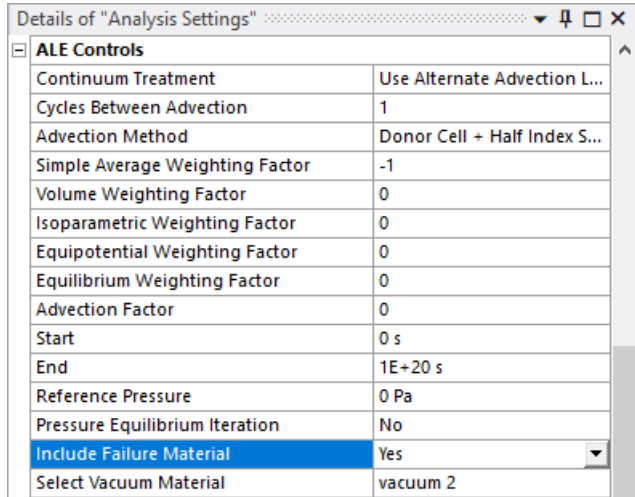 Details of "Analysis Settings"
ALE Controls
Continuum Treatment Use Alternate Advection L...
Cycles Between Advection 1
Advection Method Donor Cell + Half Index S...
Simple Average Weighting Factor -1
Volume Weighting Factor 0
Isoparametric Weighting Factor 0
Equipotential Weighting Factor 0
Equilibrium Weighting Factor 0
Advection Factor 0
Start 0 s
End 1E+20 s
Reference Pressure 0 Pa
Pressure Equilibrium Iteration No
Include Failure Material Yes
Select Vacuum Material vacuum 2